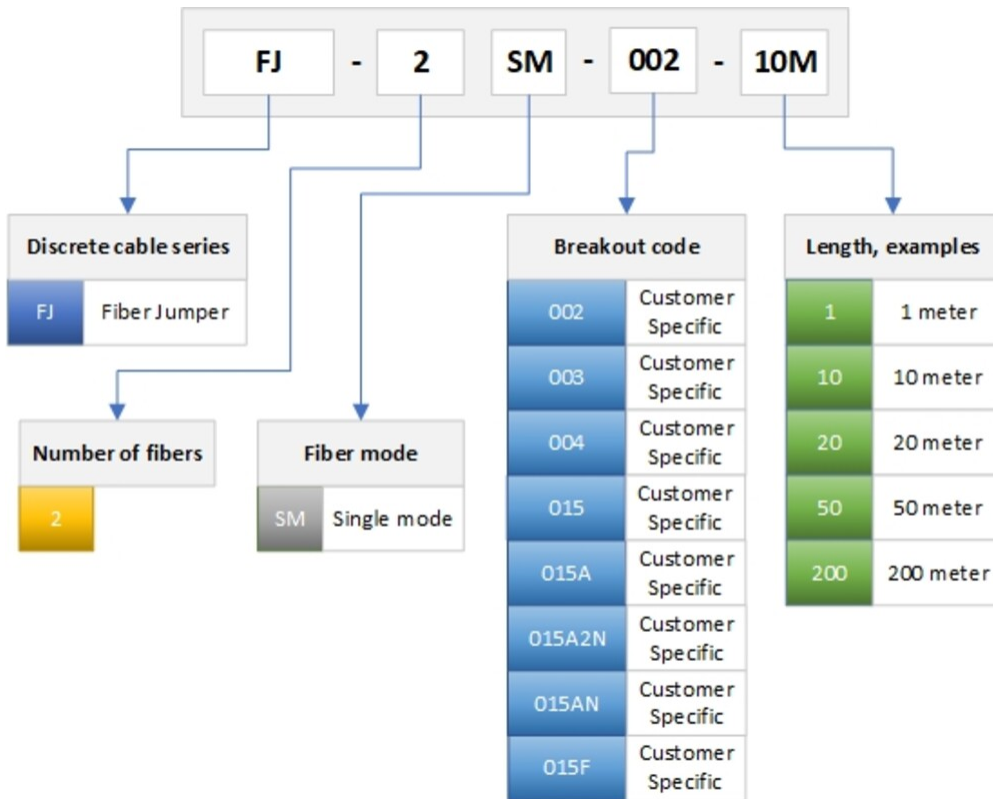 FJ - 2 SM - 002 - 10M
Discrete cable series
FJ Fiber Jumper
Number of fibers
2
Fiber mode
SM Single mode
Breakout code
002 Customer
Specific
003 Customer
Specific
004 Customer
Specific
015 Customer
Specific
015A Customer
Specific
015A2N Customer
Specific
015AN Customer
Specific
015F Customer
Specific
Length, examples
1 1 meter
10 10 meter
20 20 meter
50 50 meter
200 200 meter